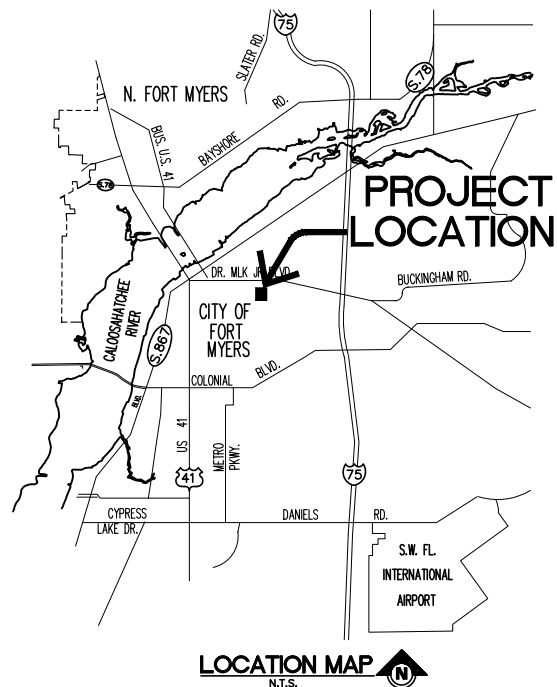 75
SLATER RD.
S.78
N. FORT MYERS
BUS. U.S. 41
BAYSHORE RD.
S.78
PROJECT
LOCATION
DR. MLK JR BLVD.
BUCKINGHAM RD.
CALOOSAHATCHEE
RIVER
CITY OF
FORT
MYERS
S.867
BLVD.
COLONIAL BLVD.
US 41
METRO
PKWY.
41
75
CYPRESS
LAKE DR.
DANIELS RD.
S.W. FL.
INTERNATIONAL
AIRPORT
LOCATION MAP
N.T.S.
N